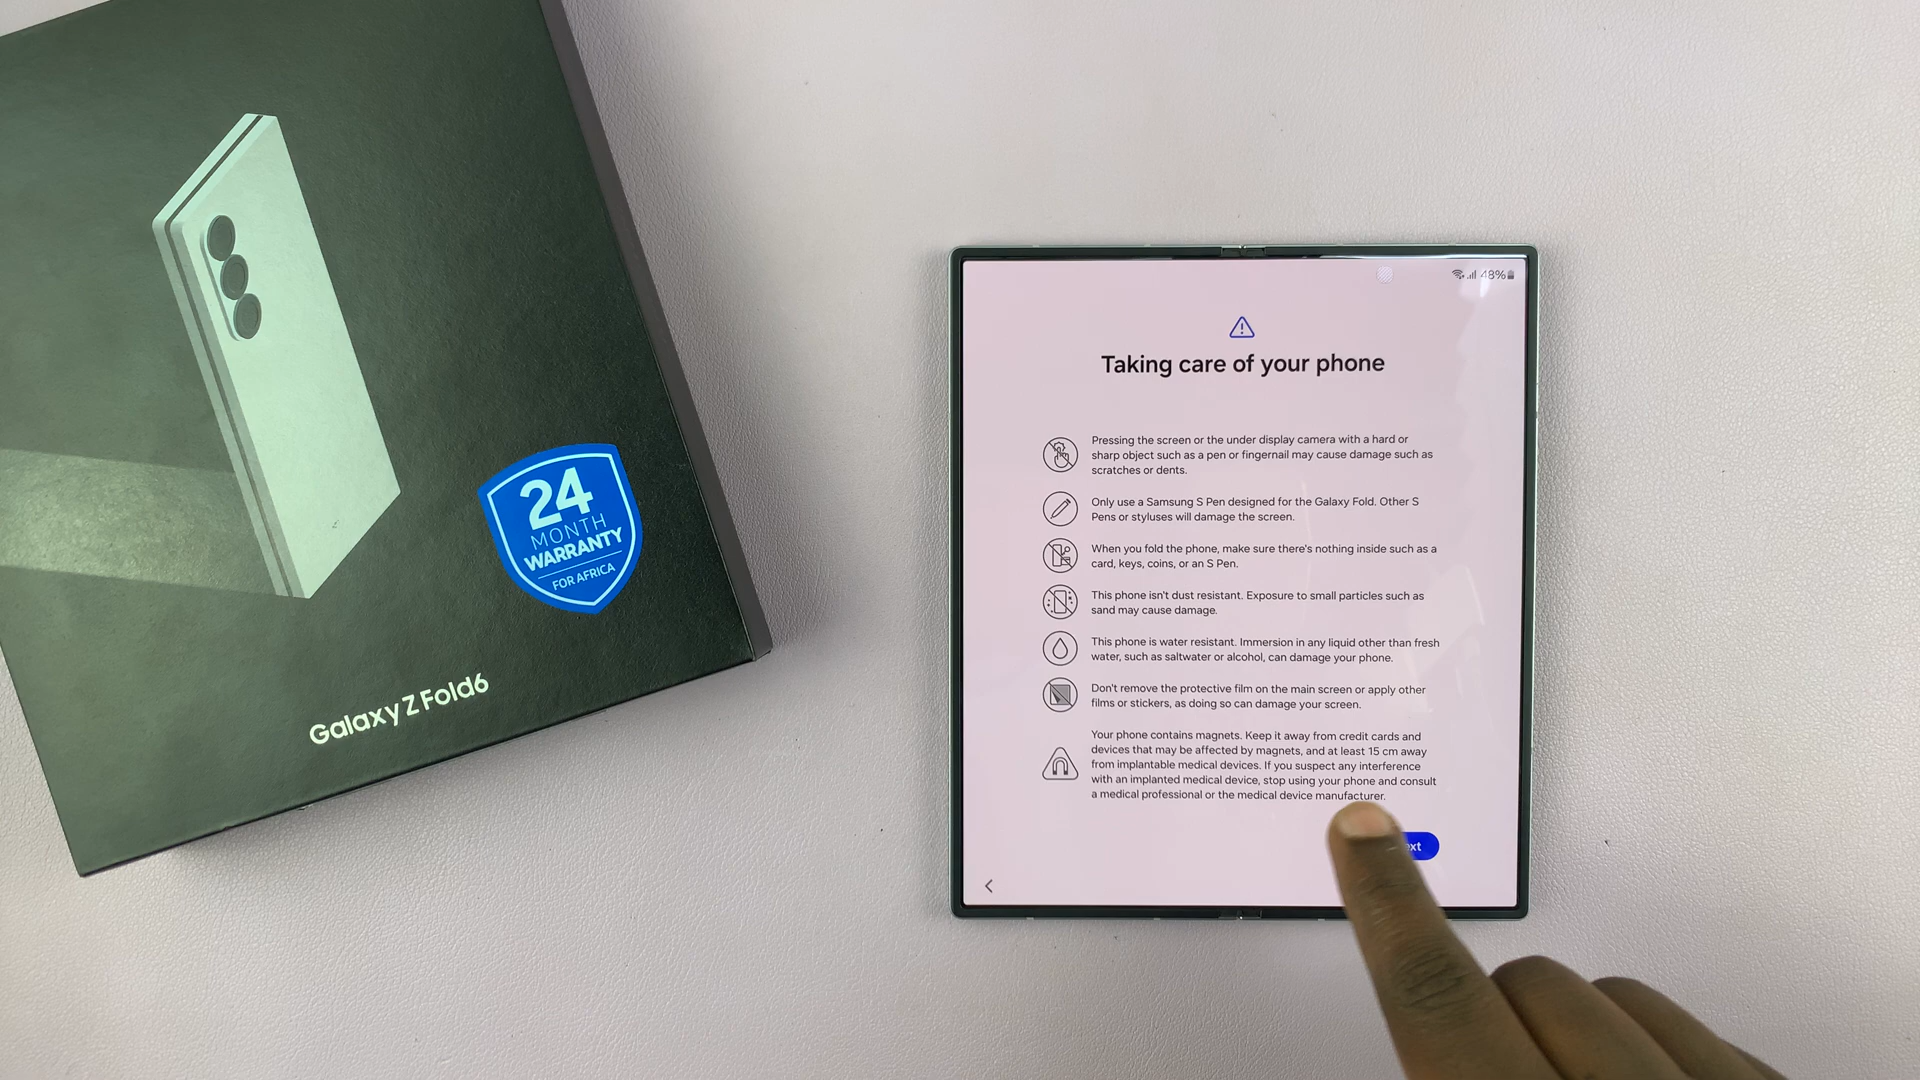 24
MONTH
WARRANTY
FOR AFRICA
Galaxy Z Fold6
48%
Taking care of your phone
Pressing the screen or the under display camera with a hard or
sharp object such as a pen or fingernail may cause damage such as
scratches or dents.
Only use a Samsung S Pen designed for the Galaxy Fold. Other S
Pens or styluses will damage the screen.
When you fold the phone, make sure there's nothing inside such as a
card, keys, coins, or an S Pen.
This phone isn't dust resistant. Exposure to small particles such as
sand may cause damage.
This phone is water resistant. Immersion in any liquid other than fresh
water, such as saltwater or alcohol, can damage your phone.
Don't remove the protective film on the main screen or apply other
films or stickers, as doing so can damage your screen.
Your phone contains magnets. Keep it away from credit cards and
devices that may be affected by magnets, and at least 15 cm away
from implantable medical devices. If you suspect any interference
with an implanted medical device, stop using your phone and consult
a medical professional or the medical device manufacturer.